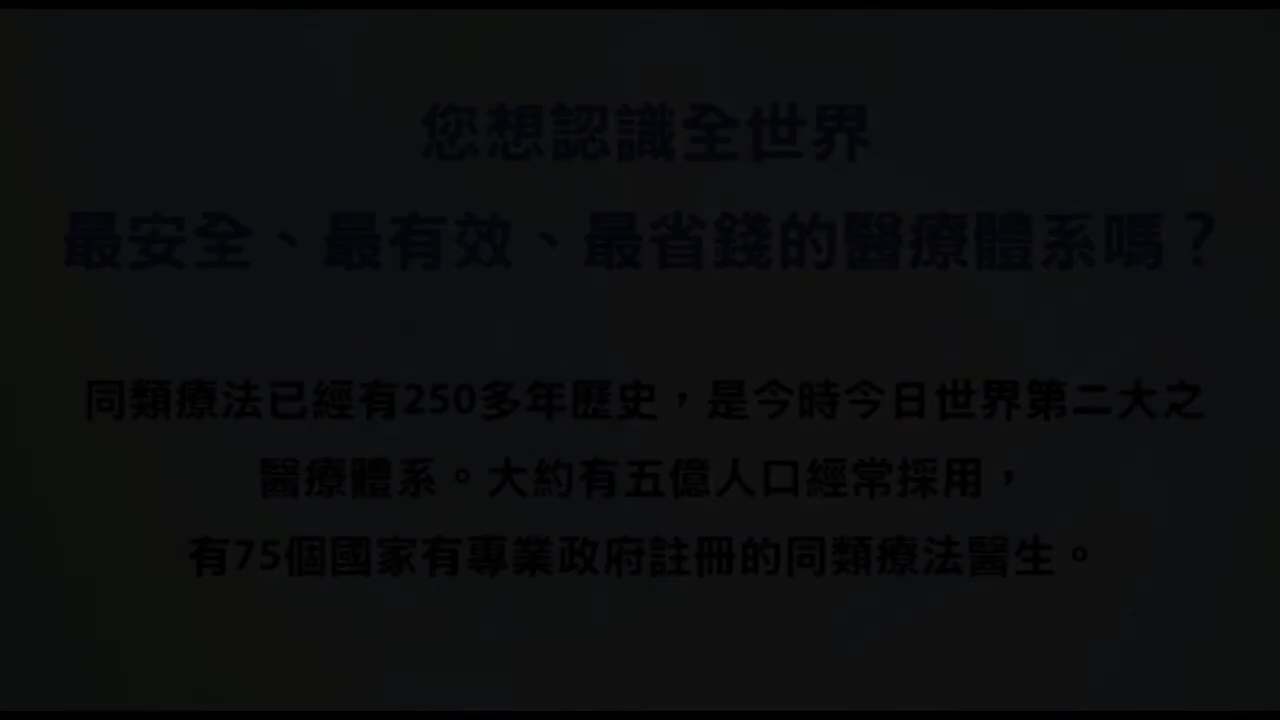 您想認識全世界
最安全、最有效、最省錢的醫療體系嗎？
同類療法已經有250多年歷史，是今時今日世界第二大之
醫療體系。大約有五億人口經常採用，
有75個國家有專業政府註冊的同類療法醫生。